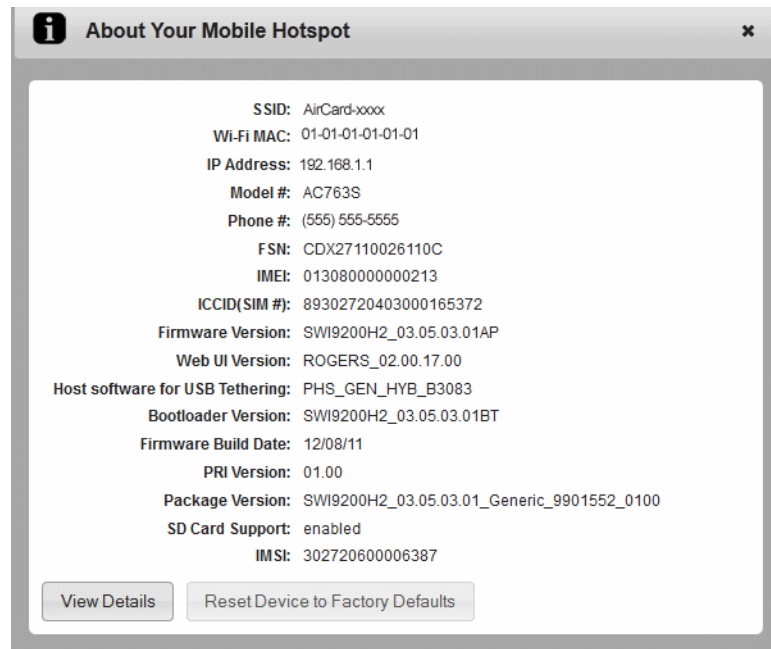 About Your Mobile Hotspot
SSID: AirCard-xxxx
Wi-Fi MAC: 01-01-01-01-01-01
IP Address: 192.168.1.1
Model #: AC763S
Phone #: (555) 555-5555
FSN: CDX27110026110C
IMEI: 013080000000213
ICCID(SIM #): 89302720403000165372
Firmware Version: SWI9200H2_03.05.03.01AP
Web UI Version: ROGERS_02.00.17.00
Host software for USB Tethering: PHS_GEN_HYB_B3083
Bootloader Version: SWI9200H2_03.05.03.01BT
Firmware Build Date: 12/08/11
PRI Version: 01.00
Package Version: SWI9200H2_03.05.03.01_Generic_9901552_0100
SD Card Support: enabled
IMSI: 302720600006387
View Details Reset Device to Factory Defaults